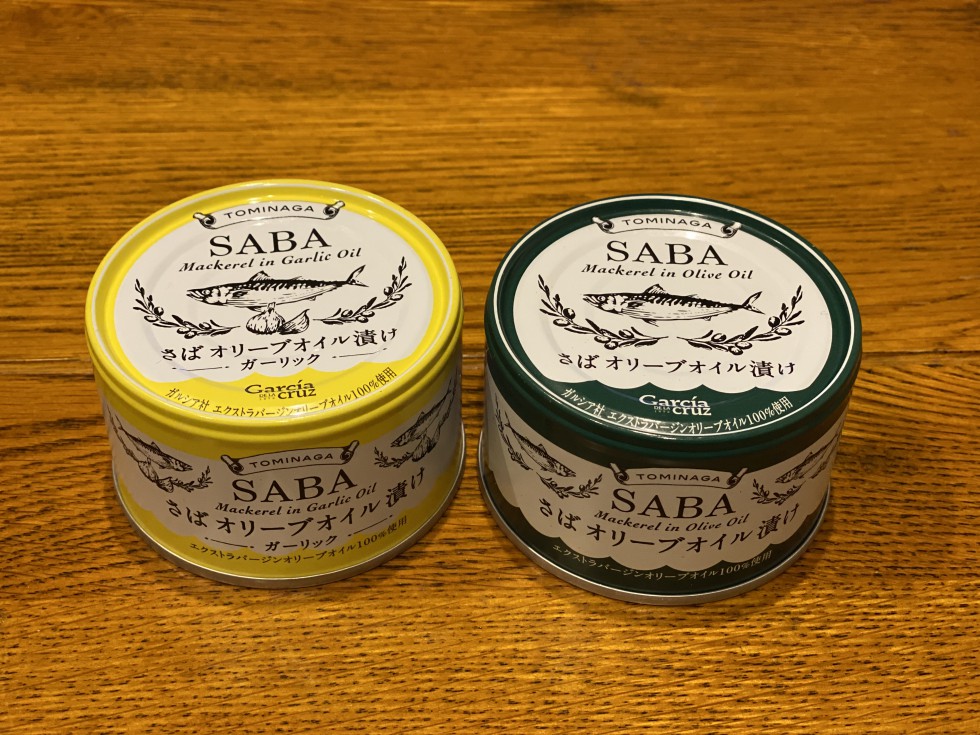 TOMINAGA
SABA
Mackerel in Garlic Oil
さば オリーブオイル 漬け
ガーリック
García
DE LA
cruz
ガルシア社 エクストラバージンオリーブオイル100%使用
TOMINAGA
SABA
Mackerel in Garlic Oil
さば オリーブオイル 漬け
ガーリック
エクストラバージンオリーブオイル100%使用
TOMINAGA
SABA
Mackerel in Olive Oil
さば オリーブオイル 漬け
García
DE LA
cruz
ガルシア社 エクストラバージンオリーブオイル100%使用
TOMINAGA
SABA
Mackerel in Olive Oil
さば オリーブオイル 漬け
エクストラバージンオリーブオイル100%使用